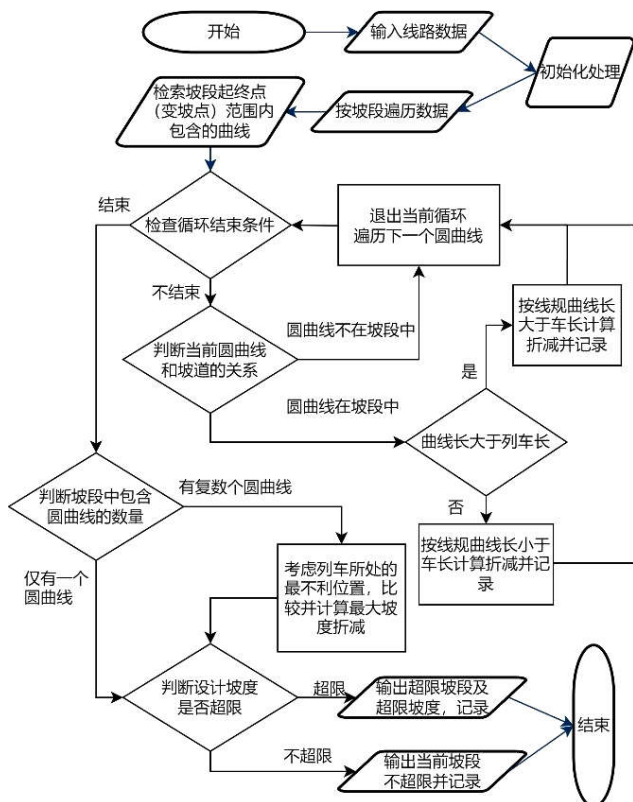 开始
输入线路数据
初始化处理
按坡段遍历数据
检索坡段起终点
（变坡点）范围内
包含的曲线
结束
检查循环结束条件
退出当前循环
遍历下一个圆曲线
不结束
判断当前圆曲线
和坡道的关系
圆曲线不在坡段中
按线规曲线长
大于车长计算
折减并记录
是
圆曲线在坡段中
曲线长大于列车长
判断坡段中包含
圆曲线的数量
有复数个圆曲线
否
按线规曲线长小于
车长计算折减并记
录
仅有一个
圆曲线
考虑列车所处的
最不利位置，比
较并计算最大坡
度折减
判断设计坡度
是否超限
超限
输出超限坡段及
超限坡度，记录
结束
不超限
输出当前坡段
不超限并记录